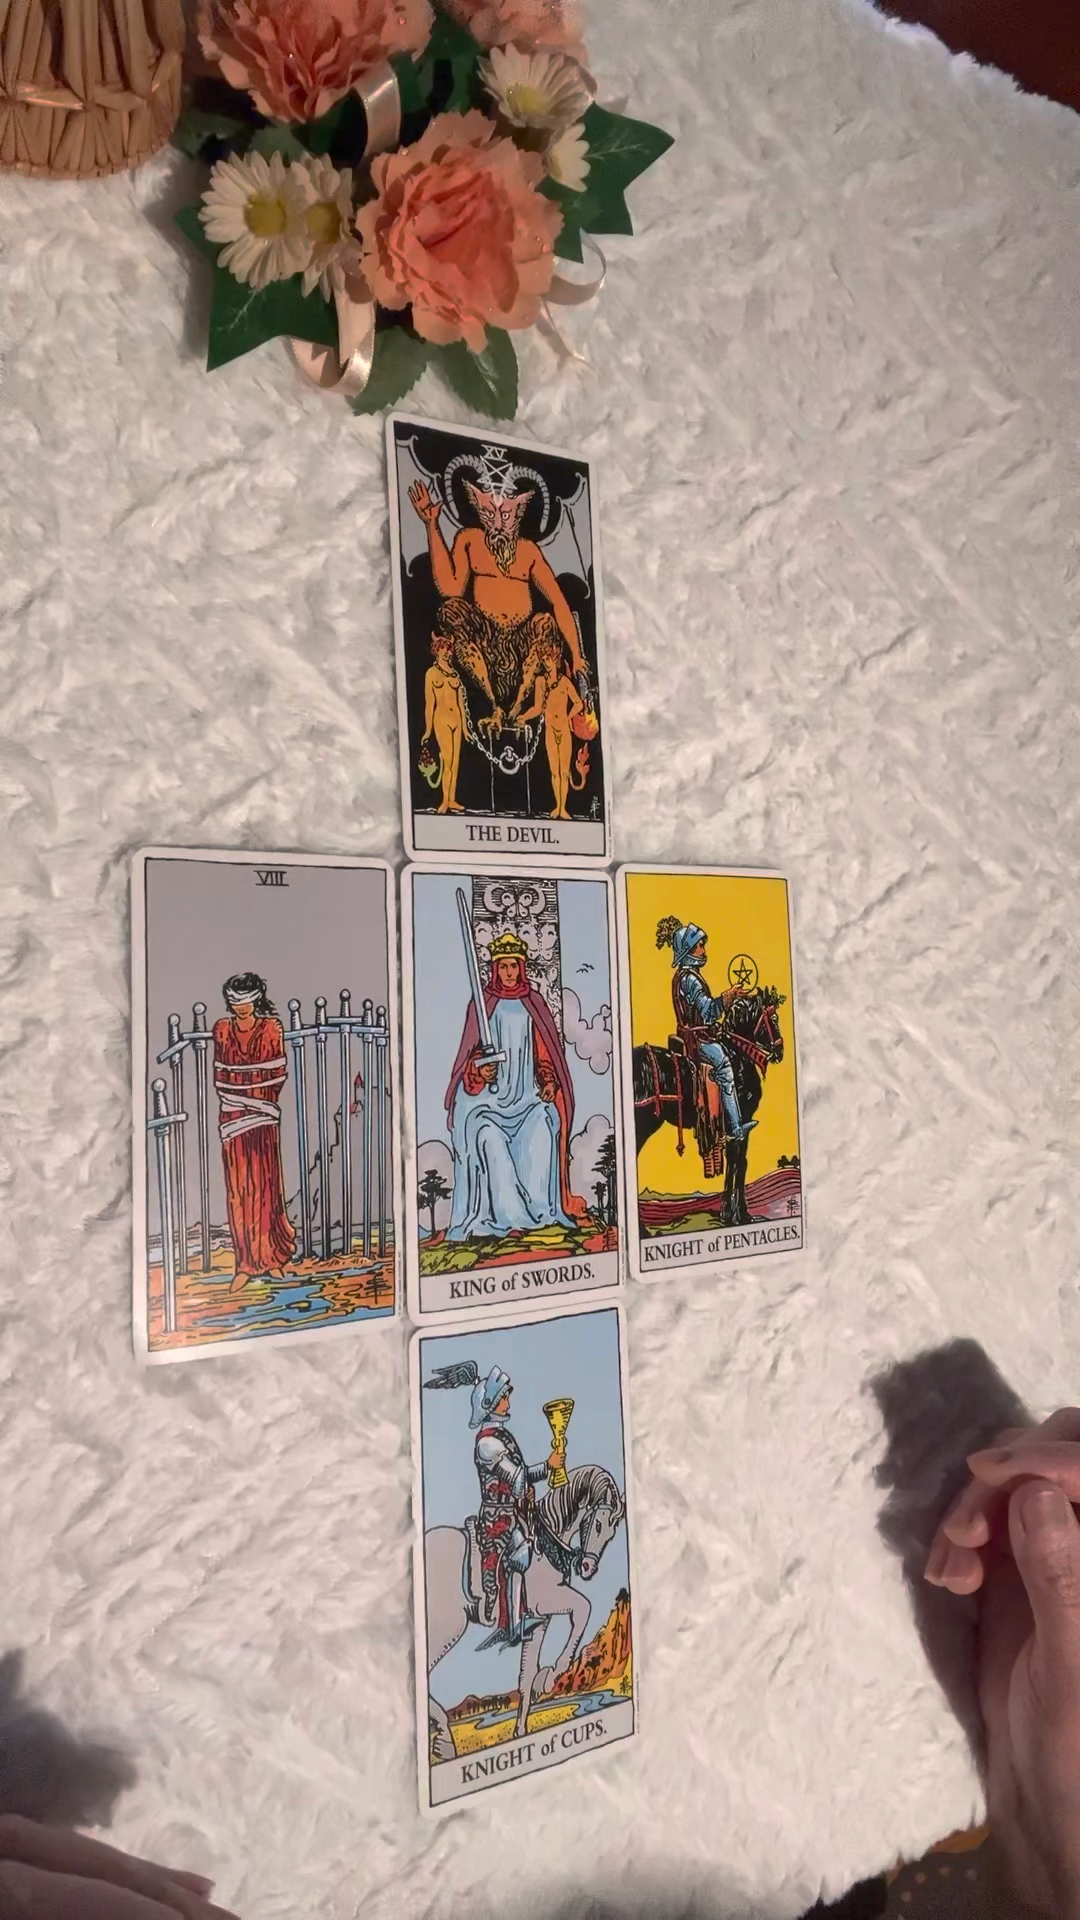 XV
THE DEVIL.
VIII
KING of SWORDS.
KNIGHT of PENTACLES.
KNIGHT of CUPS.